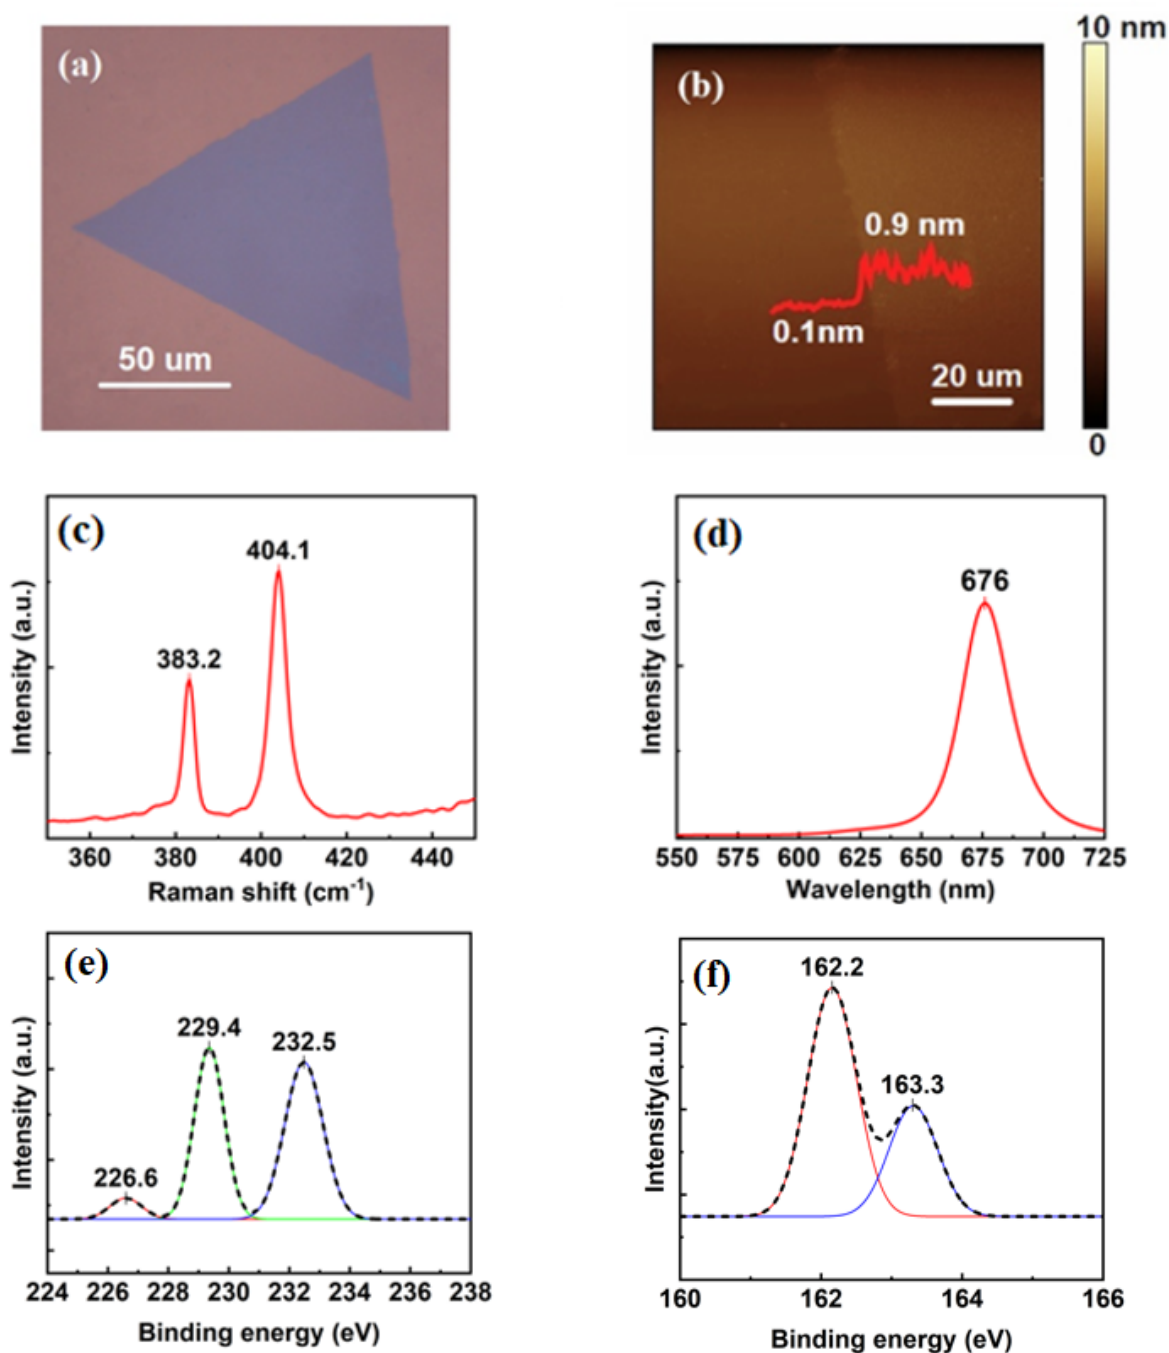 (a)
50 um
(b)
10 nm
0.9 nm
0.1nm
20 um
0
(c)
404.1
383.2
Intensity (a.u.)
360 380 400 420 440
Raman shift (cm-1)
(d)
676
Intensity (a.u.)
550 575 600 625 650 675 700 725
Wavelength (nm)
(e)
229.4
232.5
226.6
Intensity (a.u.)
224 226 228 230 232 234 236 238
Binding energy (eV)
(f)
162.2
163.3
Intensity(a.u.)
160 162 164 166
Binding energy (eV)